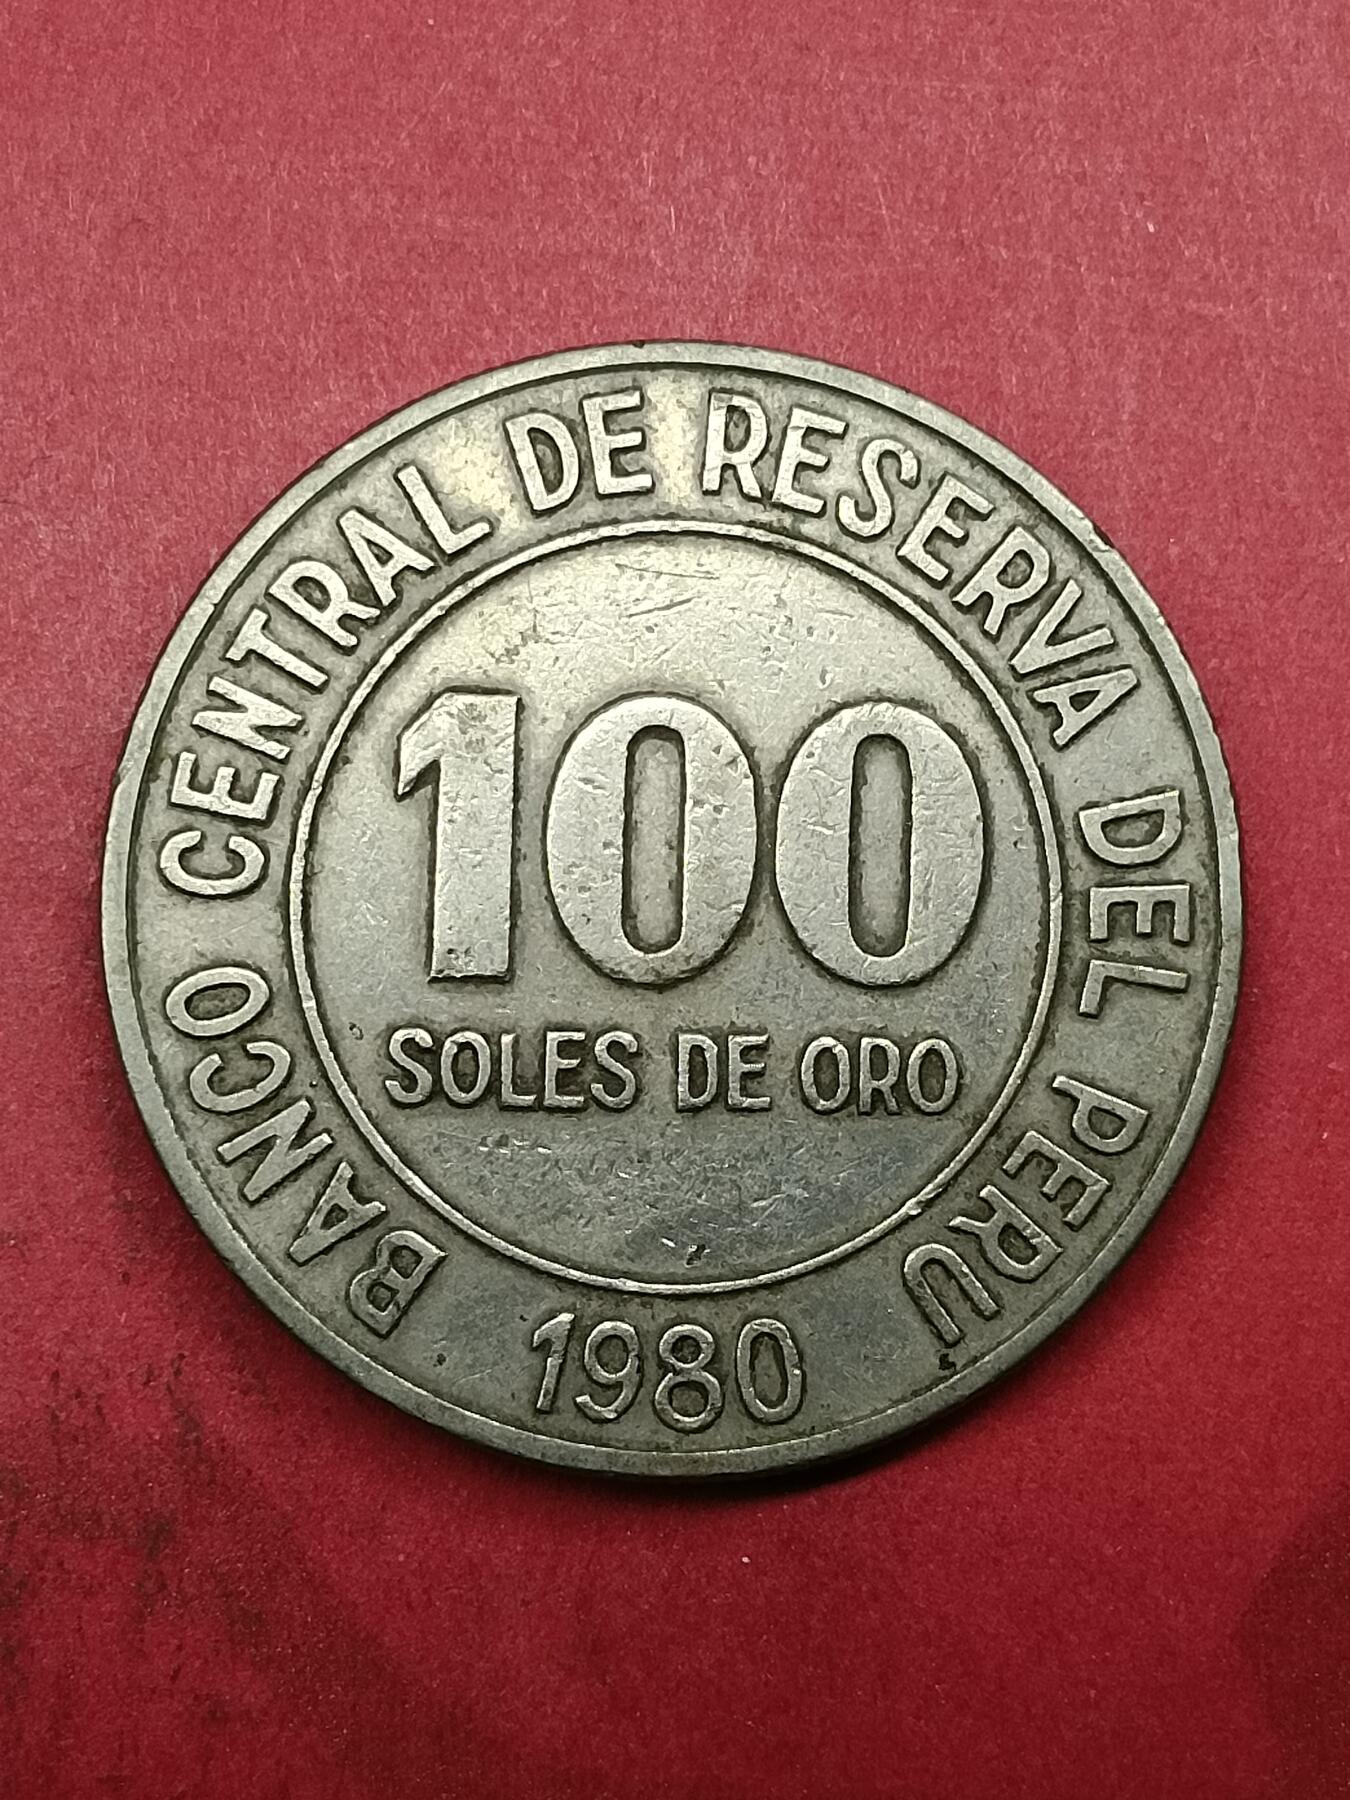 BANCO CENTRAL DE RESERVA DEL PERU
100
SOLES DE ORO
1980